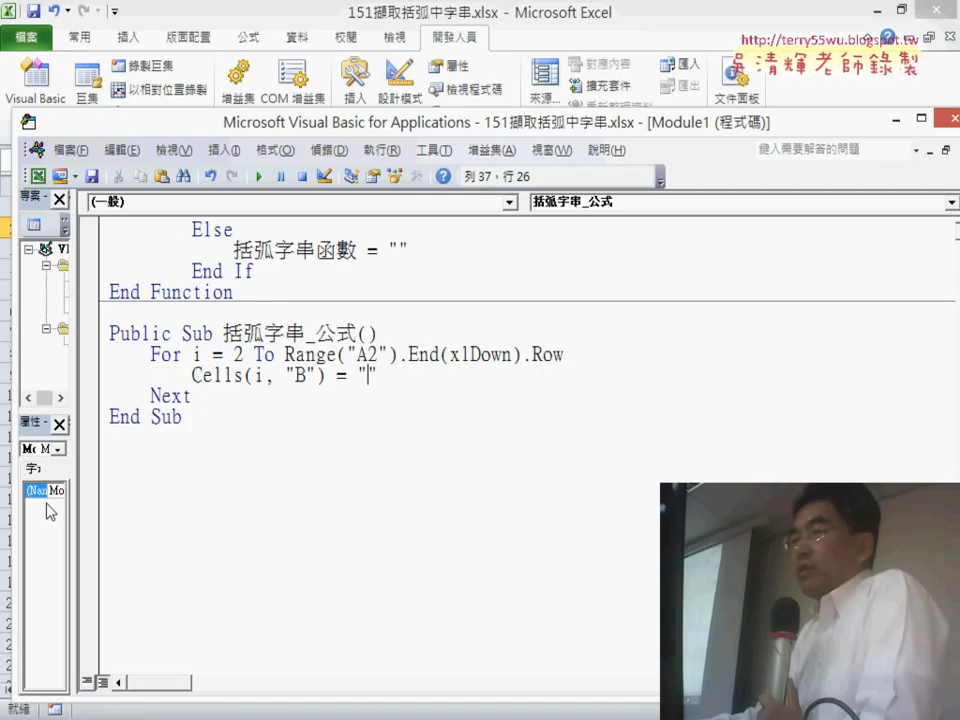 151擷取括弧中字串.xlsx - Microsoft Excel
檔案 常用 插入 版面配置 公式 資料 校閱 檢視 開發人員
http://terry55wu.blogspot.tw
吳清輝老師錄製
Visual Basic 巨集 錄製巨集 以相對位置錄製 增益集 COM 增益集 插入 設計模式 屬性 檢視程式碼 來源... 對應內容 擴充套件 重新整理資料 匯入 匯出 文件面板
Microsoft Visual Basic for Applications - 151擷取括弧中字串.xlsx - [Module1 (程式碼)]
檔案(F) 編輯(E) 檢視(V) 插入(I) 格式(O) 偵錯(D) 執行(R) 工具(T) 增益集(A) 視窗(W) 說明(H) 鍵入需要解答的問題
列 37，行 26
專案 -
(一般) 括弧字串_公式
Else
括弧字串函數 = ""
End If
End Function
Public Sub 括弧字串_公式()
For i = 2 To Range("A2").End(xlDown).Row
Cells(i, "B") = ""
Next
End Sub
屬性 -
(Nan Mo
就緒